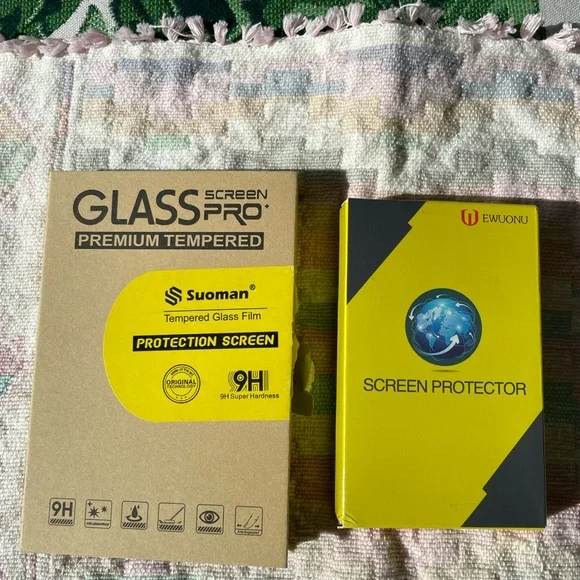 GLASS SCREEN PRO+
PREMIUM TEMPERED
Suoman®
Tempered Glass Film
PROTECTION SCREEN
ORIGINAL
TECHNOLOGY
9H
9H Super Hardness
9H
EWUONU
SCREEN PROTECTOR